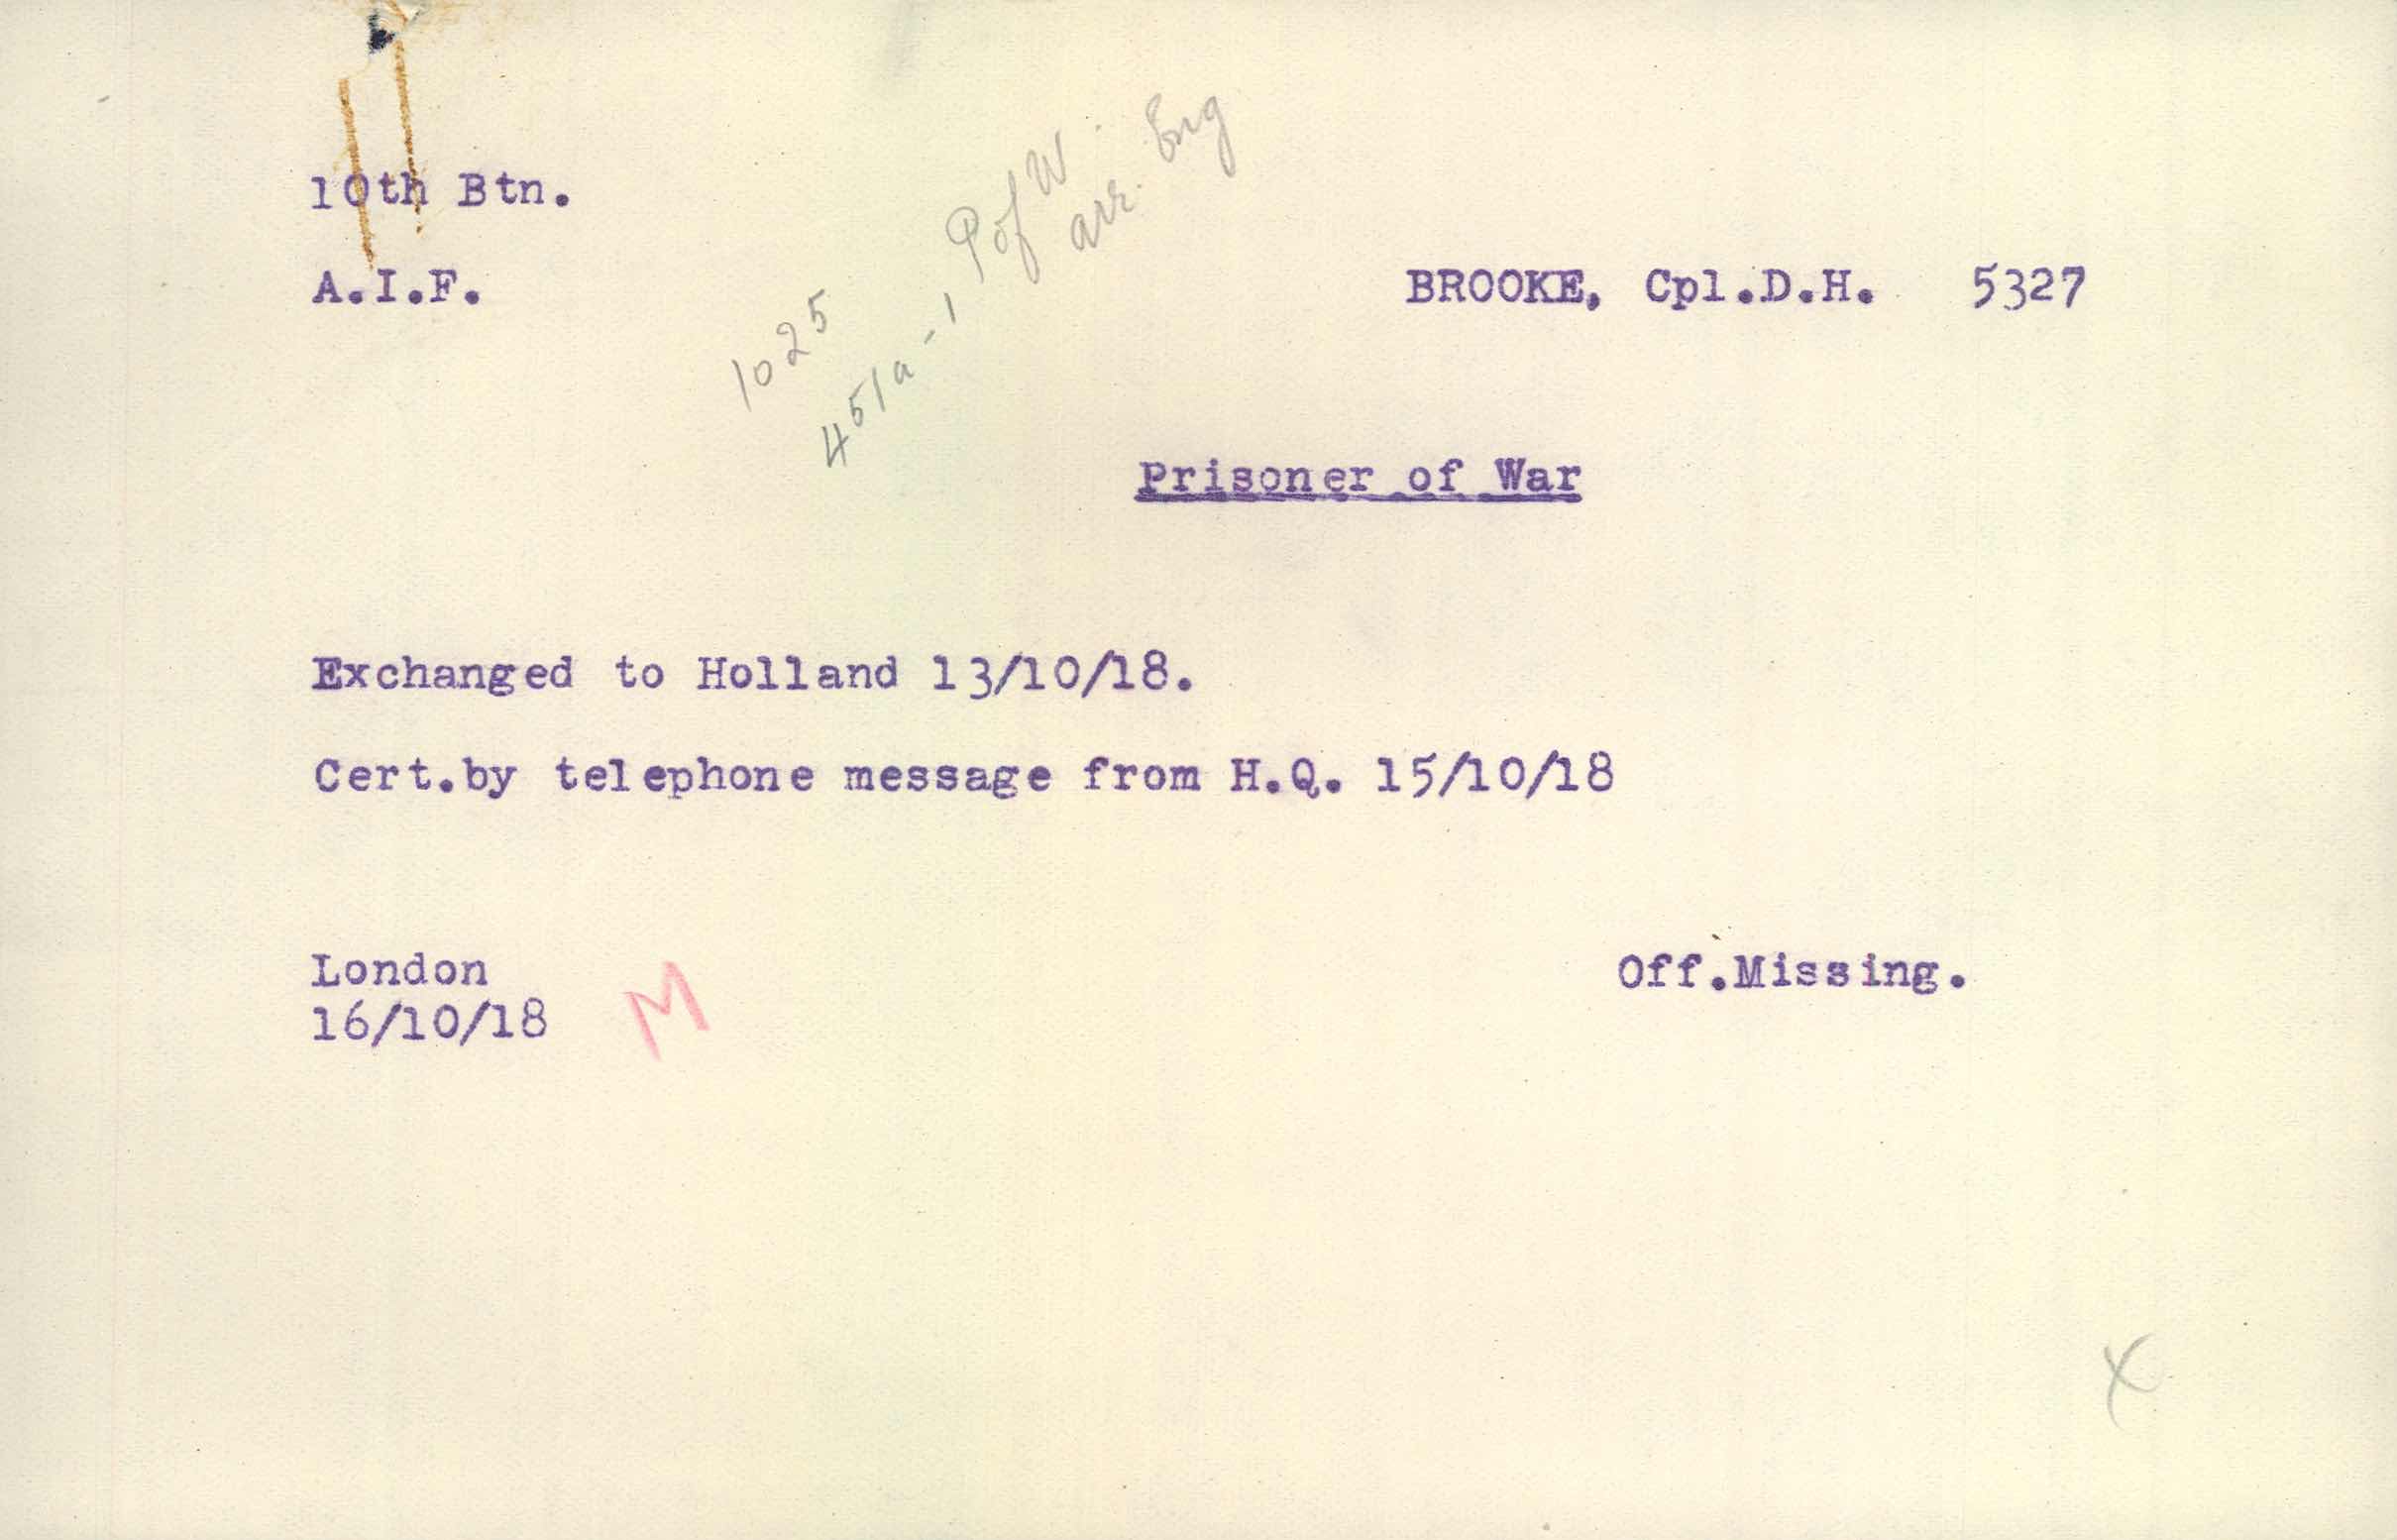 10th Btn.
A.I.F.
BROOKE, Cpl.D.H. 5327
1025
451a-1
P of W.
arr. Eng
Prisoner of War
Exchanged to Holland 13/10/18.
Cert.by telephone message from H.Q. 15/10/18
London
16/10/18
M
Off.Missing.
X